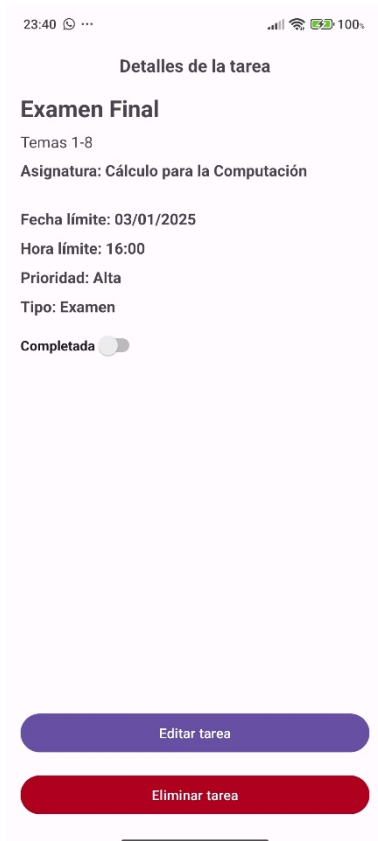 23:40 ... 100%
Detalles de la tarea
Examen Final
Temas 1-8
Asignatura: Cálculo para la Computación
Fecha límite: 03/01/2025
Hora límite: 16:00
Prioridad: Alta
Tipo: Examen
Completada
Editar tarea
Eliminar tarea